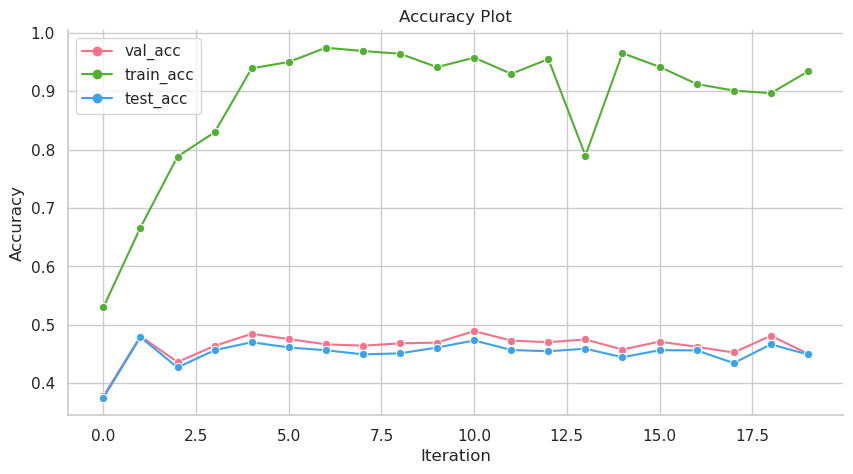 Accuracy Plot
1.0
0.9
0.8
0.7
0.6
0.5
0.4
Accuracy
val_acc
train_acc
test_acc
0.0 2.5 5.0 7.5 10.0 12.5 15.0 17.5
Iteration